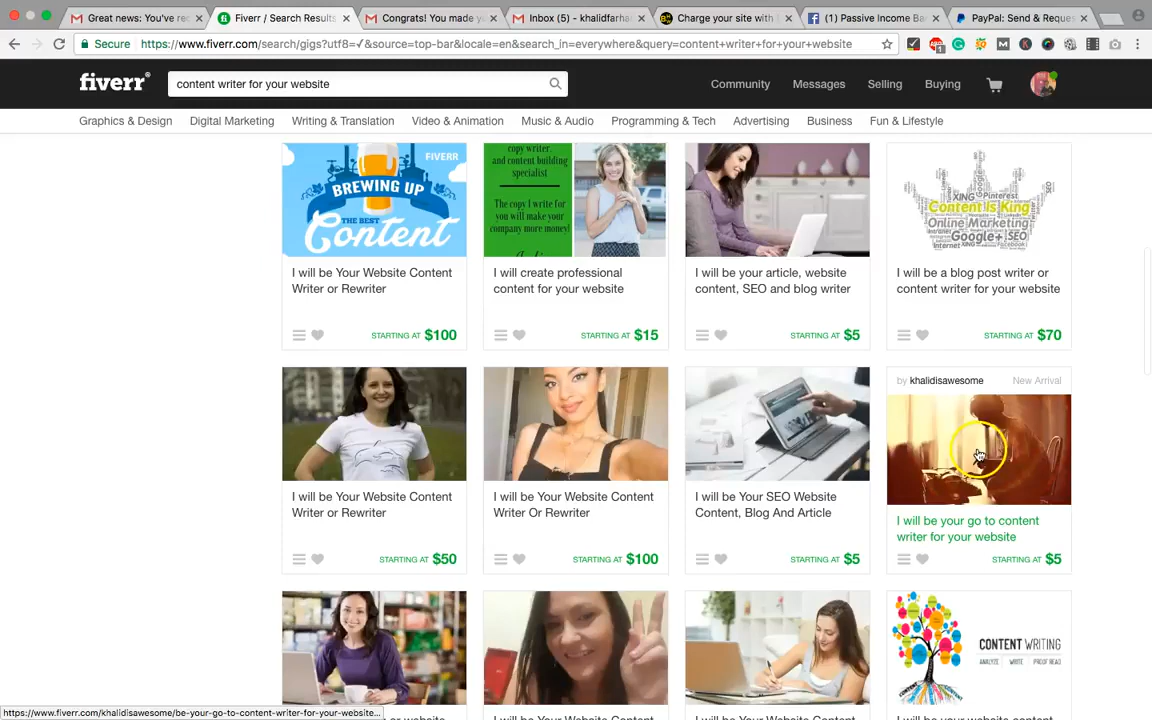 Great news: You've rec
Fiverr / Search Results
Congrats! You made y
Inbox (5) - khalidfarha
Charge your site with
(1) Passive Income Ba
PayPal: Send & Reques
Secure
https://www.fiverr.com/search/gigs?utf8=✓&source=top-bar&locale=en&search_in=everywhere&query=content+writer+for+your+website
fiverr
content writer for your website
Community
Messages
Selling
Buying
Graphics & Design
Digital Marketing
Writing & Translation
Video & Animation
Music & Audio
Programming & Tech
Advertising
Business
Fun & Lifestyle
FIVERR
BREWING UP
THE BEST
Content
copy writer,
and content building
specialist
The copy I write for
you will make your
company more money!
XING Pinterest
Content is King
Online Marketing
Google+ SEO
Internet
I will be Your Website Content
Writer or Rewriter
STARTING AT $100
I will create professional
content for your website
STARTING AT $15
I will be your article, website
content, SEO and blog writer
STARTING AT $5
I will be a blog post writer or
content writer for your website
STARTING AT $70
by khalidisawesome
New Arrival
I will be Your Website Content
Writer or Rewriter
STARTING AT $50
I will be Your Website Content
Writer Or Rewriter
STARTING AT $100
I will be Your SEO Website
Content, Blog And Article
STARTING AT $5
I will be your go to content
writer for your website
STARTING AT $5
CONTENT WRITING
ANALYZE WRITE PROOF READ
https://www.fiverr.com/khalidisawesome/be-your-go-to-content-writer-for-your-website...